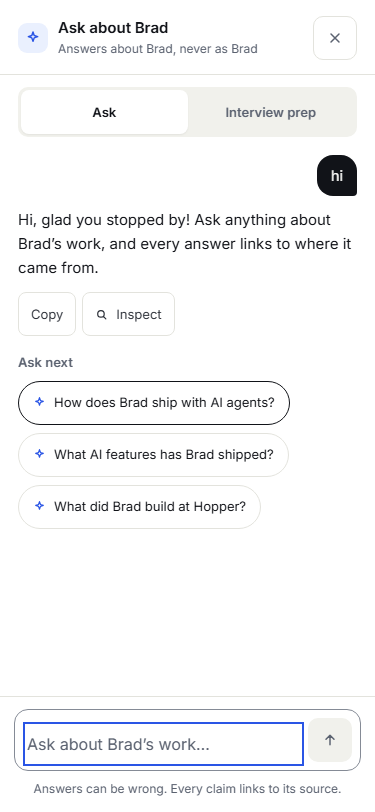 Ask about Brad
Answers about Brad, never as Brad
Ask
Interview prep
hi
Hi, glad you stopped by! Ask anything about
Brad’s work, and every answer links to where it
came from.
Copy
Inspect
Ask next
How does Brad ship with AI agents?
What AI features has Brad shipped?
What did Brad build at Hopper?
Ask about Brad’s work...
Answers can be wrong. Every claim links to its source.